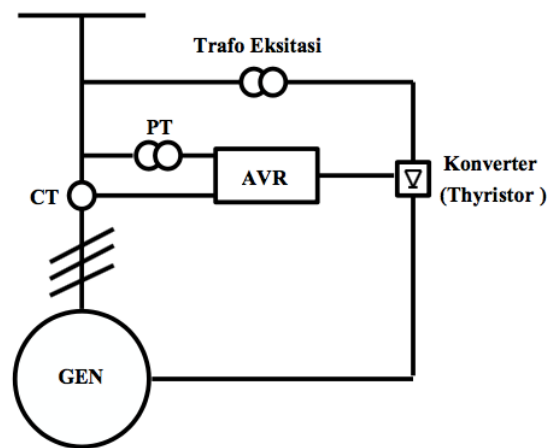 Trafo Eksitasi
PT
AVR
Konverter
(Thyristor )
CT
GEN